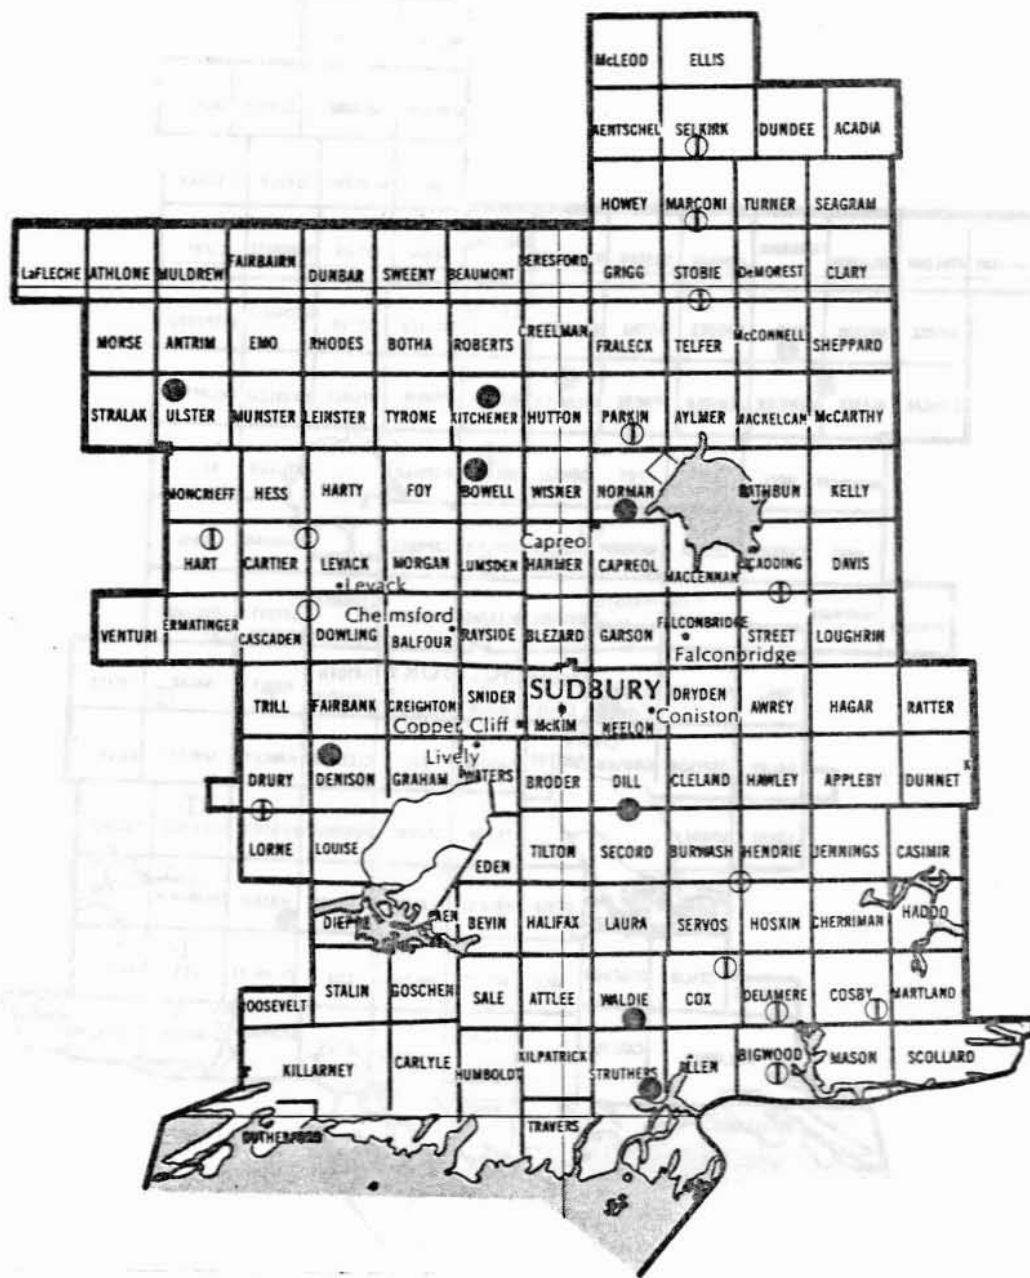 McLEOD ELLIS
AENTSCHEL SELKIRK DUNDEE ACADIA
HOWEY MARCONI TURNER SEAGRAM
LaFLECHE ATHLONE MULDREW FAIRBAIRN DUNBAR SWEENY BEAUMONT BERESFORD GRIGG STOBIE DeMOREST CLARY
MORSE ANTRIM EMO RHODES BOTHA ROBERTS CREELMAN FRALECK TELFER McCONNELL SHEPPARD
STRALAK ULSTER MUNSTER LEINSTER TYRONE KITCHENER HUTTON PARKIN AYLMER MACKELCAN McCARTHY
MONCRIEFF HESS HARTY FOY BOWELL WISNER NORMAN RATHBUN KELLY
Capreol
HART CARTIER LEVACK MORGAN LUMSDEN HANMER CAPREOL MACLENNAN SCADDING DAVIS
Levack
Chelmsford
VENTURI ERMATINGER CASCADEN DOWLING BALFOUR RAYSIDE BLEZARD GARSON FALCONBRIDGE STREET LOUGHRIN
Falconbridge
SUDBURY
TRILL FAIRBANK CREIGHTON SNIDER McKIM NEELON DRYDEN AWREY HAGAR RATTER
Copper Cliff
Coniston
Lively
DRURY DENISON GRAHAM WATERS BRODER DILL CLELAND HAWLEY APPLEBY DUNNET
K
LORNE LOUISE EDEN TILTON SECORD BURWASH HENDRIE JENNINGS CASIMIR
BEVIN HALIFAX LAURA SERVOS HOSKIN CHERRIMAN HADDO
ROOSEVELT STALIN GOSCHEN SALE ATTLEE WALDIE COX DELAMERE COSBY MARTLAND
KILLARNEY CARLYLE HUMBOLDT KILPATRICK STRUTHERS ALLEN BIGWOOD MASON SCOLLARD
TRAVERS